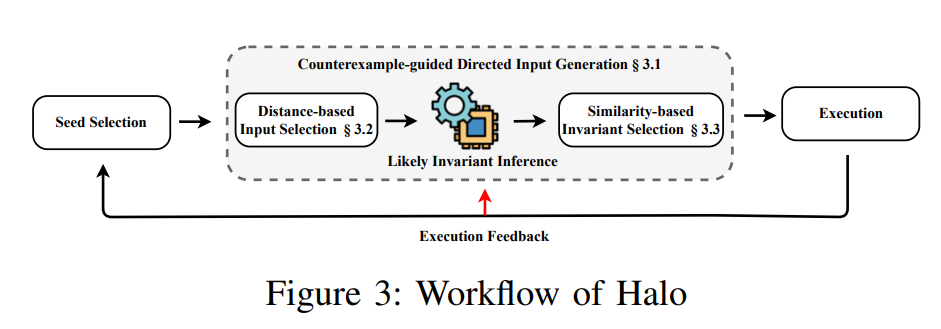 Counterexample-guided Directed Input Generation § 3.1
Seed Selection
Distance-based
Input Selection § 3.2
Likely Invariant Inference
Similarity-based
Invariant Selection § 3.3
Execution
Execution Feedback
Figure 3: Workflow of Halo